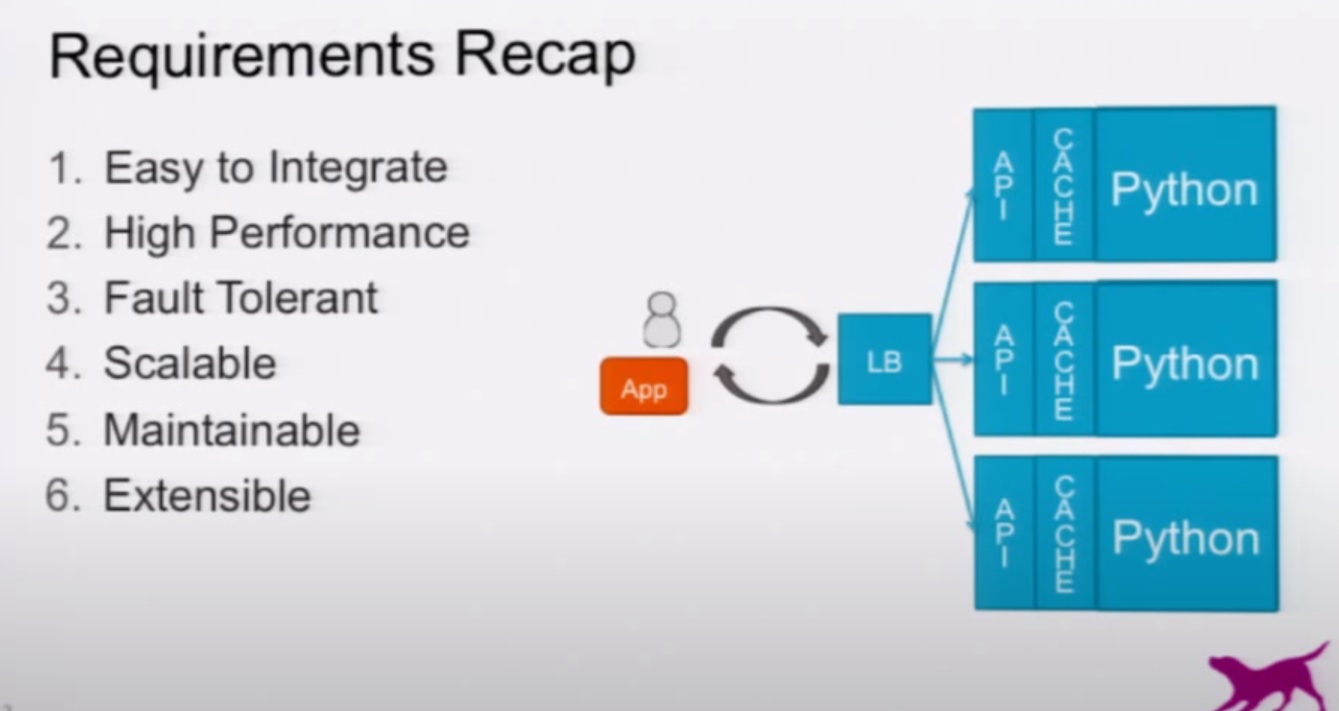 Requirements Recap
1. Easy to Integrate
2. High Performance
3. Fault Tolerant
4. Scalable
5. Maintainable
6. Extensible
App
LB
API
CACHE
Python
API
CACHE
Python
API
CACHE
Python